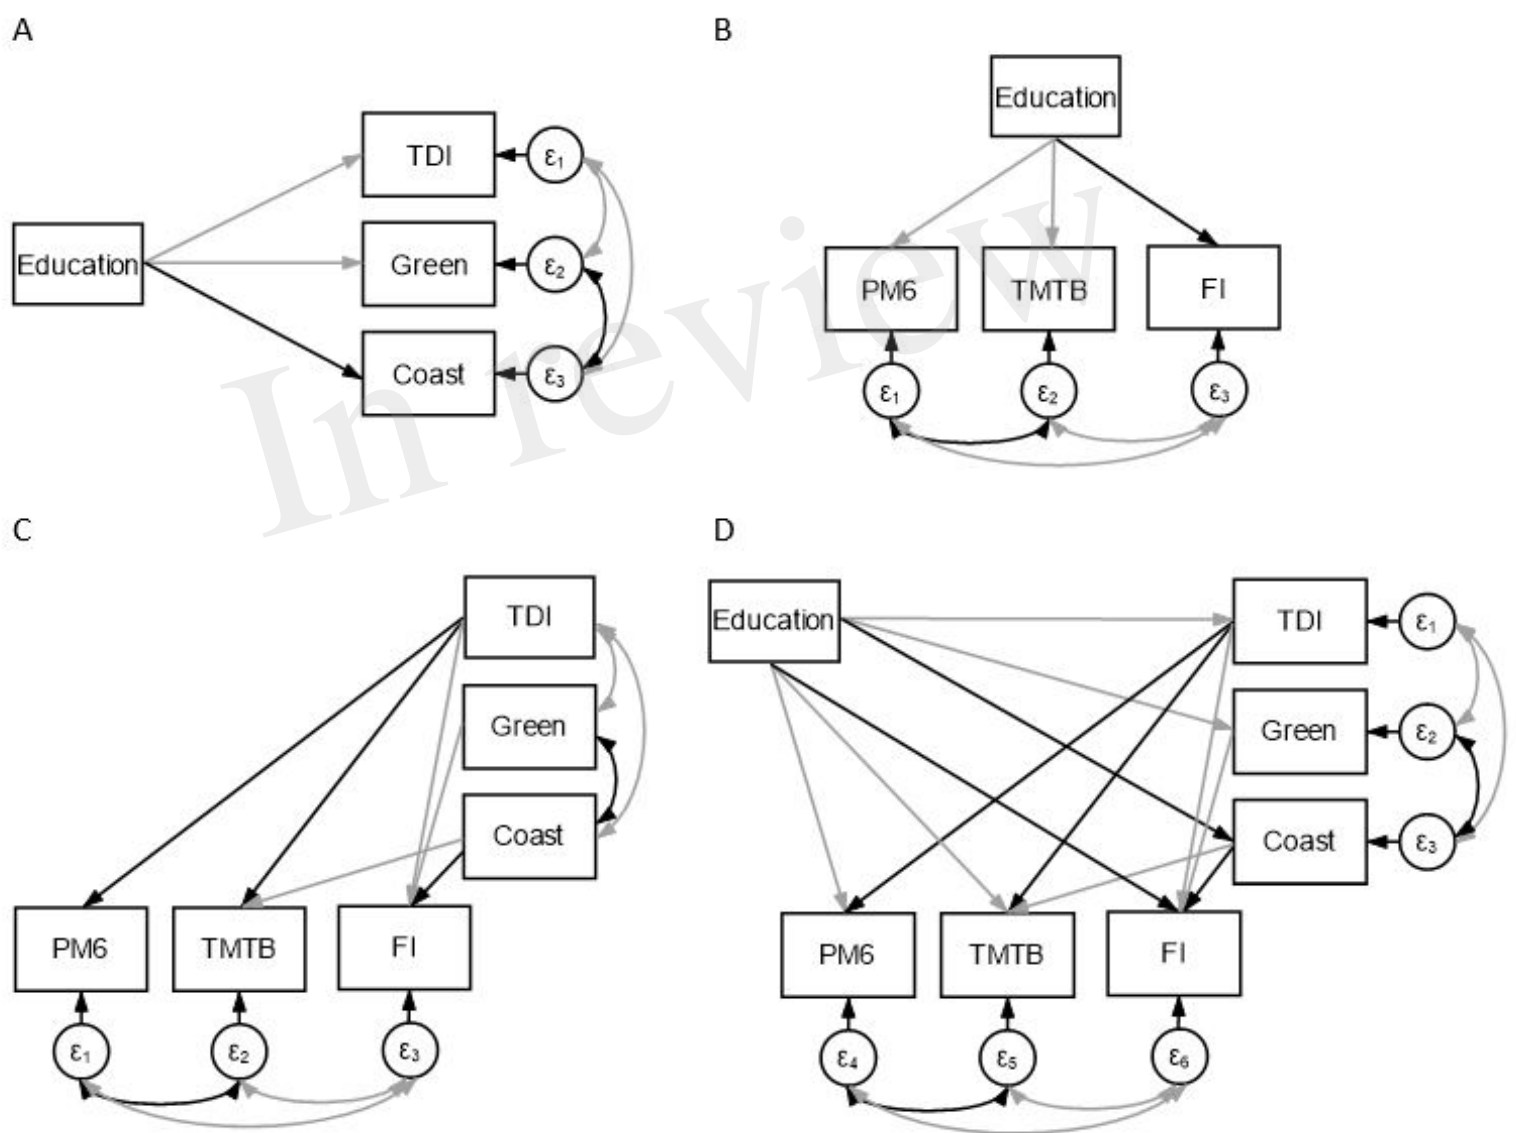 A
B
Education
TDI
ε1
Education
Green
ε2
PM6
TMTB
FI
Coast
ε3
ε1
ε2
ε3
In review
C
D
TDI
Education
TDI
ε1
Green
Green
ε2
Coast
Coast
ε3
PM6
TMTB
FI
PM6
TMTB
FI
ε1
ε2
ε3
ε4
ε5
ε6
Education